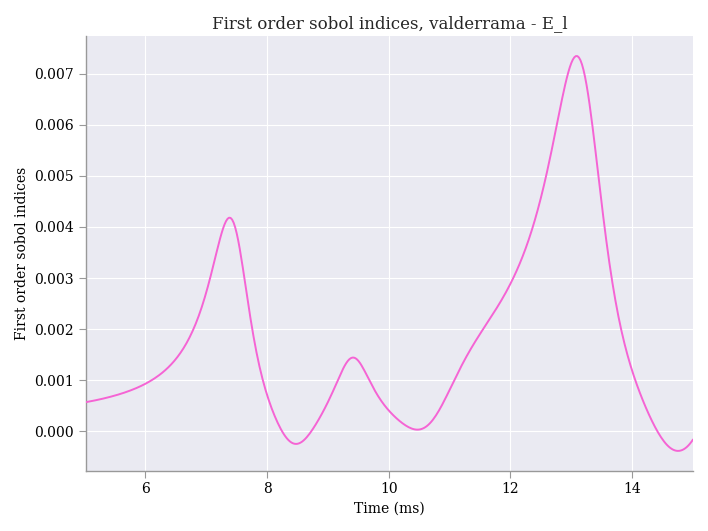 First order sobol indices, valderrama - E_l
First order sobol indices
0.007
0.006
0.005
0.004
0.003
0.002
0.001
0.000
6 8 10 12 14
Time (ms)